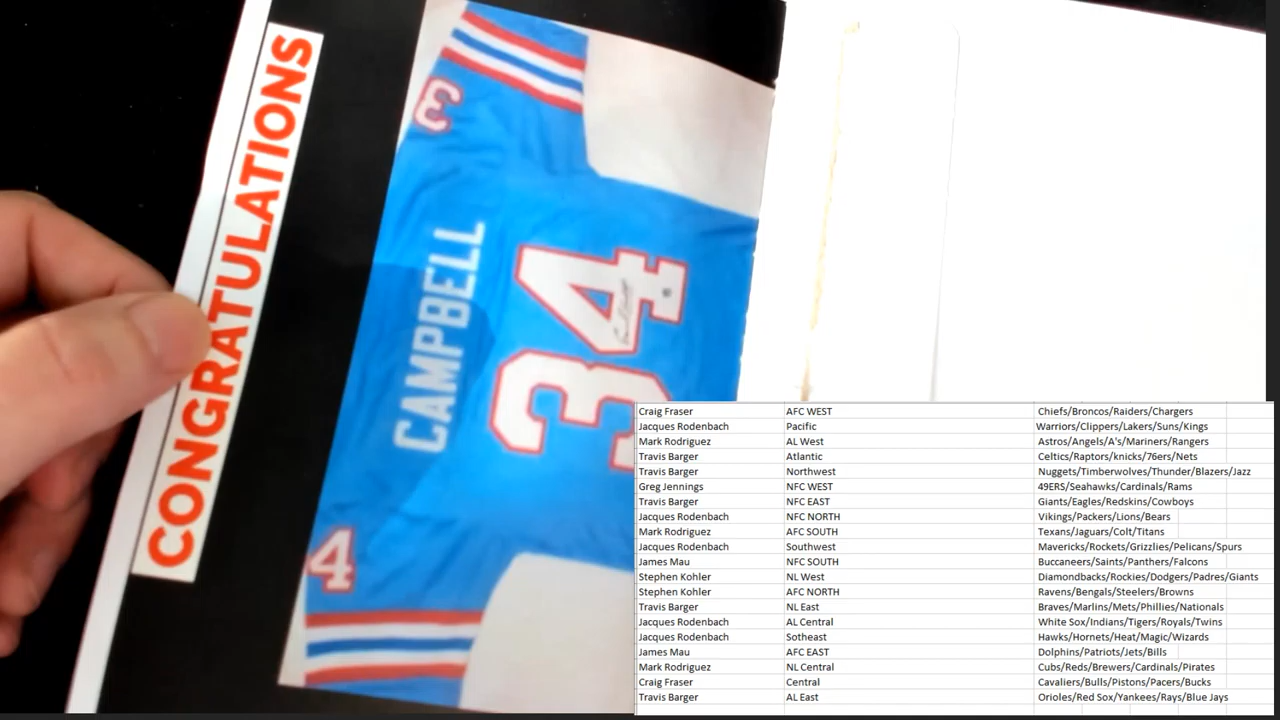 CONGRATULATIONS
CAMPBELL
34
3
4
Craig Fraser AFC WEST Chiefs/Broncos/Raiders/Chargers
Jacques Rodenbach Pacific Warriors/Clippers/Lakers/Suns/Kings
Mark Rodriguez AL West Astros/Angels/A's/Mariners/Rangers
Travis Barger Atlantic Celtics/Raptors/knicks/76ers/Nets
Travis Barger Northwest Nuggets/Timberwolves/Thunder/Blazers/Jazz
Greg Jennings NFC WEST 49ERS/Seahawks/Cardinals/Rams
Travis Barger NFC EAST Giants/Eagles/Redskins/Cowboys
Jacques Rodenbach NFC NORTH Vikings/Packers/Lions/Bears
Mark Rodriguez AFC SOUTH Texans/Jaguars/Colt/Titans
Jacques Rodenbach Southwest Mavericks/Rockets/Grizzlies/Pelicans/Spurs
James Mau NFC SOUTH Buccaneers/Saints/Panthers/Falcons
Stephen Kohler NL West Diamondbacks/Rockies/Dodgers/Padres/Giants
Stephen Kohler AFC NORTH Ravens/Bengals/Steelers/Browns
Travis Barger NL East Braves/Marlins/Mets/Phillies/Nationals
Jacques Rodenbach AL Central White Sox/Indians/Tigers/Royals/Twins
Jacques Rodenbach Sotheast Hawks/Hornets/Heat/Magic/Wizards
James Mau AFC EAST Dolphins/Patriots/Jets/Bills
Mark Rodriguez NL Central Cubs/Reds/Brewers/Cardinals/Pirates
Craig Fraser Central Cavaliers/Bulls/Pistons/Pacers/Bucks
Travis Barger AL East Orioles/Red Sox/Yankees/Rays/Blue Jays